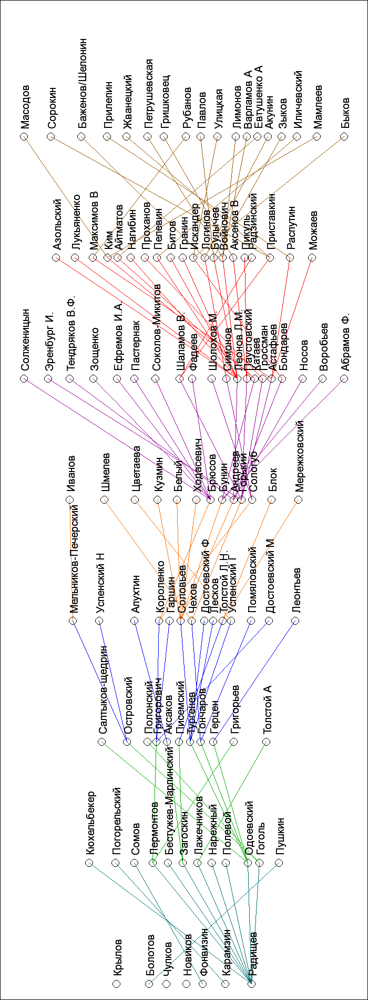 Масодов
Сорокин
Баженов/Шелонин
Прилепин
Жванецкий
Петрушевская
Гришковец
Рубанов
Павлов
Улицкая
Лимонов
Варламов А
Евтушенко А
Акунин
Зыков
Иличевский
Мамлеев
Быков
Азольский
Лукьяненко
Максимов В
Ким
Айтматов
Нагибин
Проханов
Пелевин
Битов
Гранин
Искандер
Логинов
Булычев
Войнович
Аксенов В
Пикуль
Радзинский
Приставкин
Распутин
Можаев
Солженицын
Эренбург И.
Тендряков В.Ф.
Зощенко
Ефремов И.А.
Пастернак
Соколов-Микитов
Шаламов В.
Фадеев
Шолохов М.
Симонов
Леонов Л.М.
Паустовский
Катаев
Гроссман
Астафьев
Бондарев
Носов
Воробьев
Абрамов Ф.
Иванов
Шмелев
Цветаева
Кузмин
Белый
Ходасевич
Брюсов
Бунин
Андреев
Горький
Сологуб
Блок
Мережковский
Мельников-Печерский
Успенский Н
Апухтин
Короленко
Гаршин
Соловьев
Чехов
Достоевский Ф
Лесков
Толстой Л.Н.
Успенский Г
Помяловский
Достоевский М
Леонтьев
Салтыков-щедрин
Островский
Полонский
Григорович
Аксаков
Писемский
Тургенев
Гончаров
Герцен
Григорьев
Толстой А
Кюхельбекер
Погорельский
Сомов
Лермонтов
Бестужев-Марлинский
Загоскин
Лажечников
Нарежный
Полевой
Одоевский
Гоголь
Пушкин
Крылов
Болотов
Чулков
Новиков
Фонвизин
Карамзин
Радищев